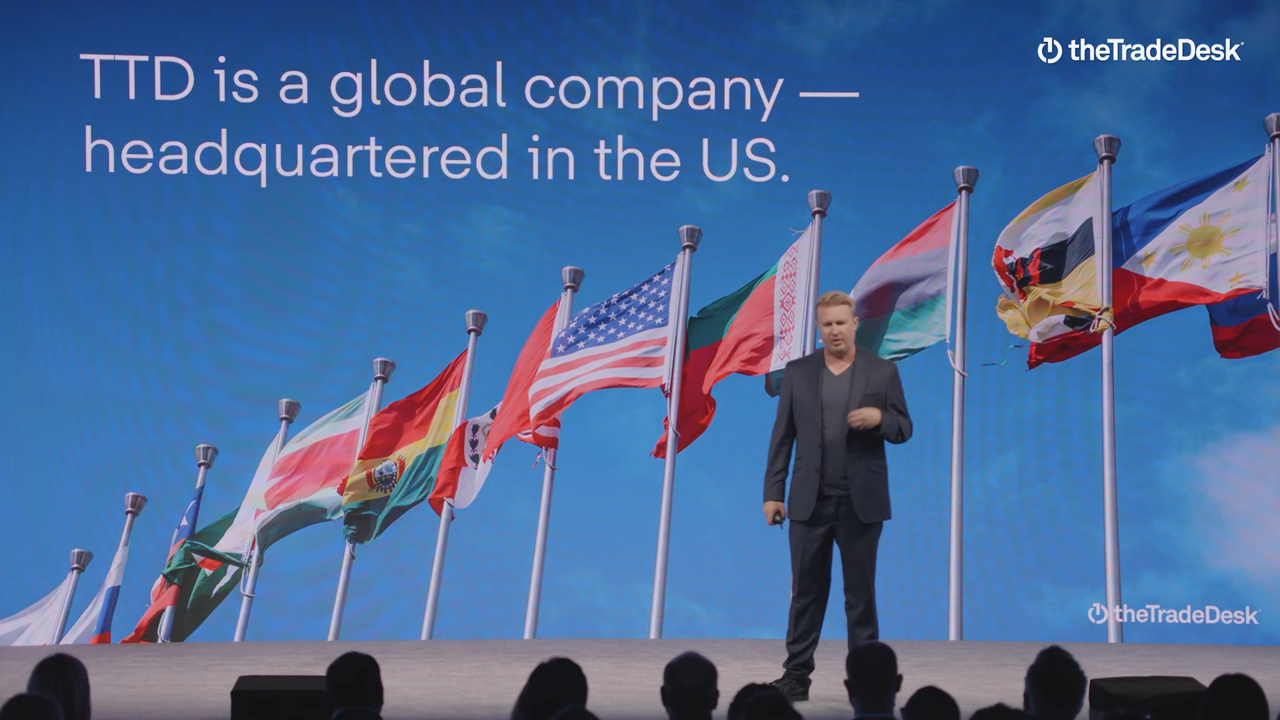 theTradeDesk
TTD is a global company —
headquartered in the US.
theTradeDesk